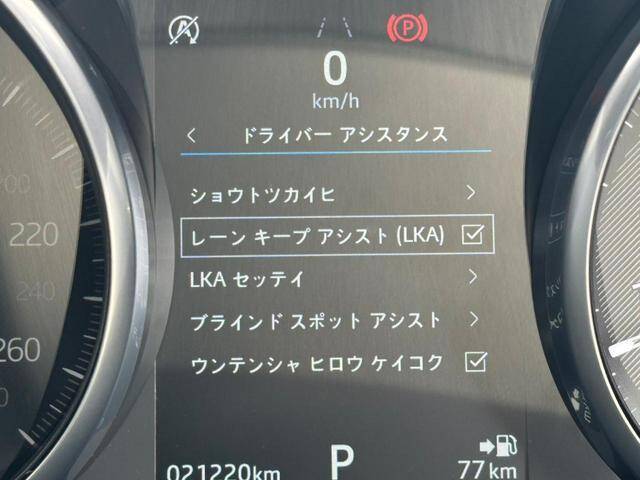 0
km/h
ドライバー アシスタンス
ショウトツカイヒ
レーン キープ アシスト (LKA)
LKA セッテイ
ブラインド スポット アシスト
ウンテンシャ ヒロウ ケイコク
220
240
260
021220km
P
77 km